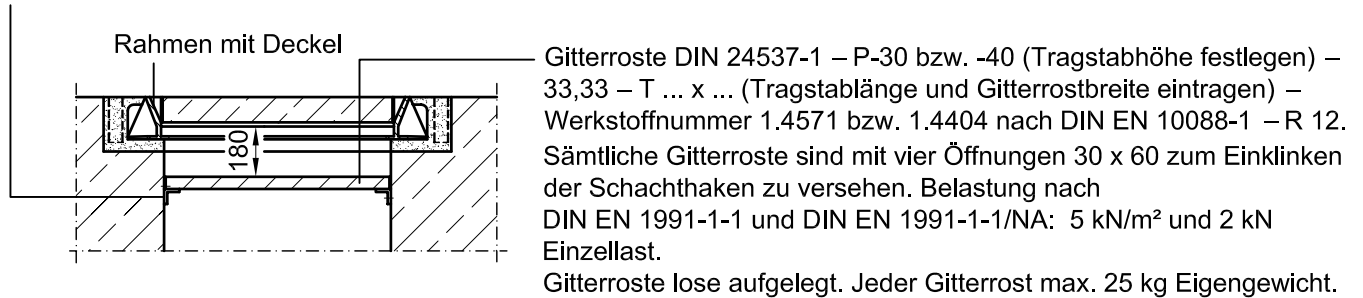 Rahmen mit Deckel
180
Gitterroste DIN 24537-1 – P-30 bzw. -40 (Tragstabhöhe festlegen) –
33,33 – T ... x ... (Tragstablänge und Gitterrostbreite eintragen) –
Werkstoffnummer 1.4571 bzw. 1.4404 nach DIN EN 10088-1 – R 12.
Sämtliche Gitterroste sind mit vier Öffnungen 30 x 60 zum Einklinken
der Schachthaken zu versehen. Belastung nach
DIN EN 1991-1-1 und DIN EN 1991-1-1/NA: 5 kN/m² und 2 kN
Einzellast.
Gitterroste lose aufgelegt. Jeder Gitterrost max. 25 kg Eigengewicht.